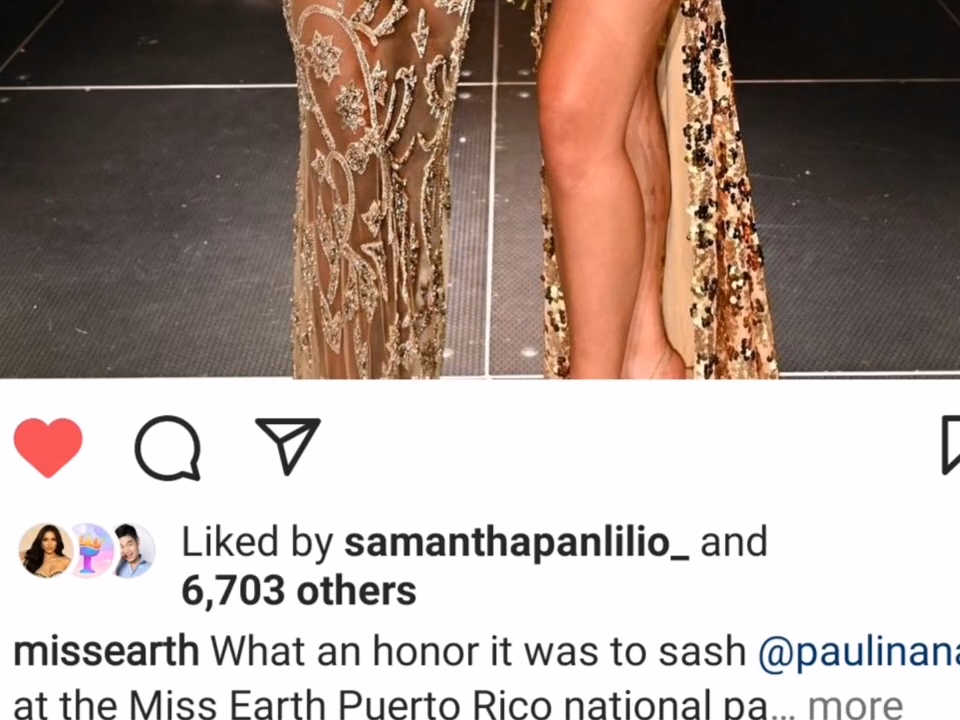 Liked by samanthapanlilio_ and
6,703 others
missearth What an honor it was to sash @paulinana
at the Miss Earth Puerto Rico national pa... more